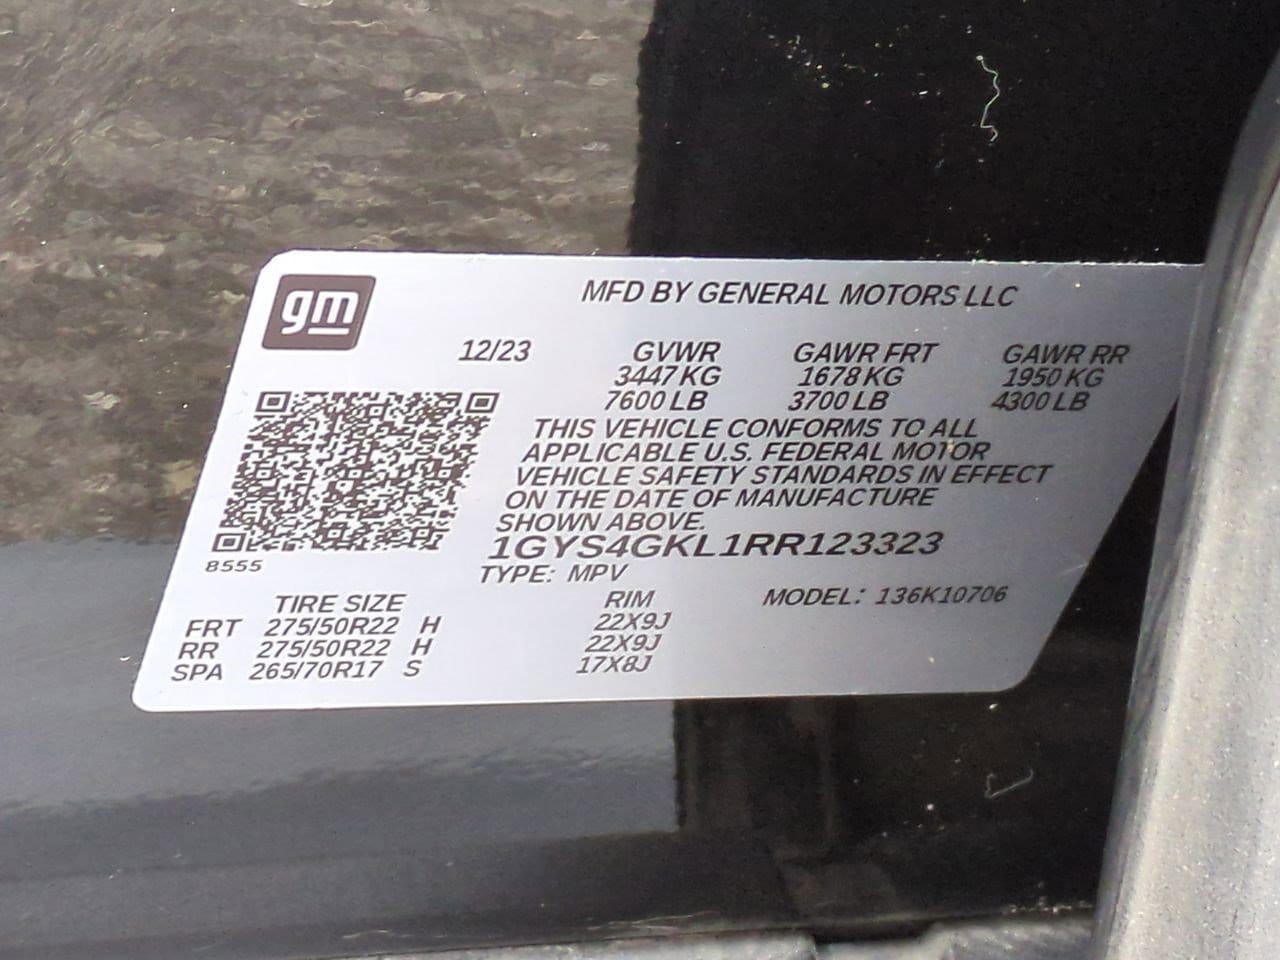 gm
MFD BY GENERAL MOTORS LLC
12/23 GVWR GAWR FRT GAWR RR
3447 KG 1678 KG 1950 KG
7600 LB 3700 LB 4300 LB
THIS VEHICLE CONFORMS TO ALL
APPLICABLE U.S. FEDERAL MOTOR
VEHICLE SAFETY STANDARDS IN EFFECT
ON THE DATE OF MANUFACTURE
SHOWN ABOVE.
1GYS4GKL1RR123323
8555
TYPE: MPV
TIRE SIZE RIM MODEL: 136K10706
FRT 275/50R22 H 22X9J
RR 275/50R22 H 22X9J
SPA 265/70R17 S 17X8J